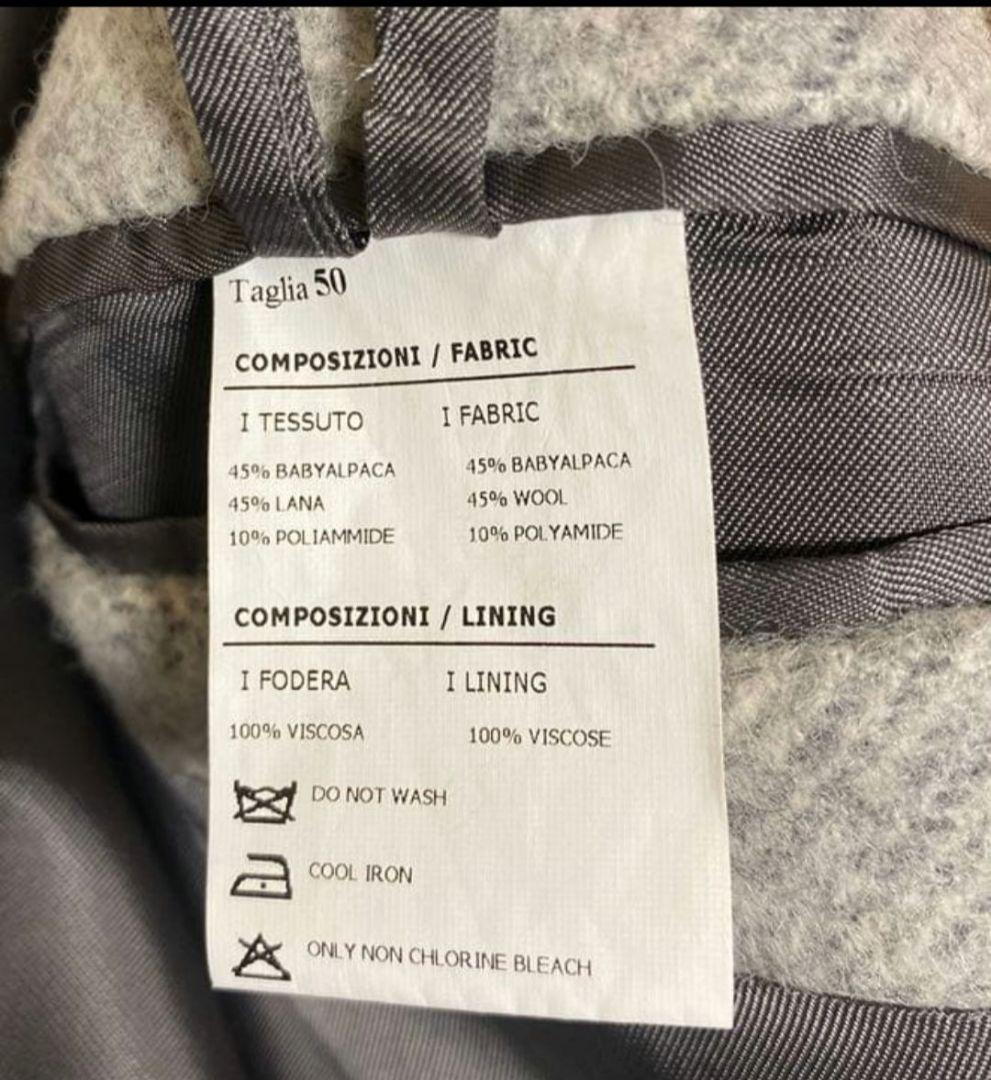 Taglia 50
COMPOSIZIONI / FABRIC
I TESSUTO I FABRIC
45% BABYALPACA 45% BABYALPACA
45% LANA 45% WOOL
10% POLIAMMIDE 10% POLYAMIDE
COMPOSIZIONI / LINING
I FODERA I LINING
100% VISCOSA 100% VISCOSE
DO NOT WASH
COOL IRON
ONLY NON CHLORINE BLEACH